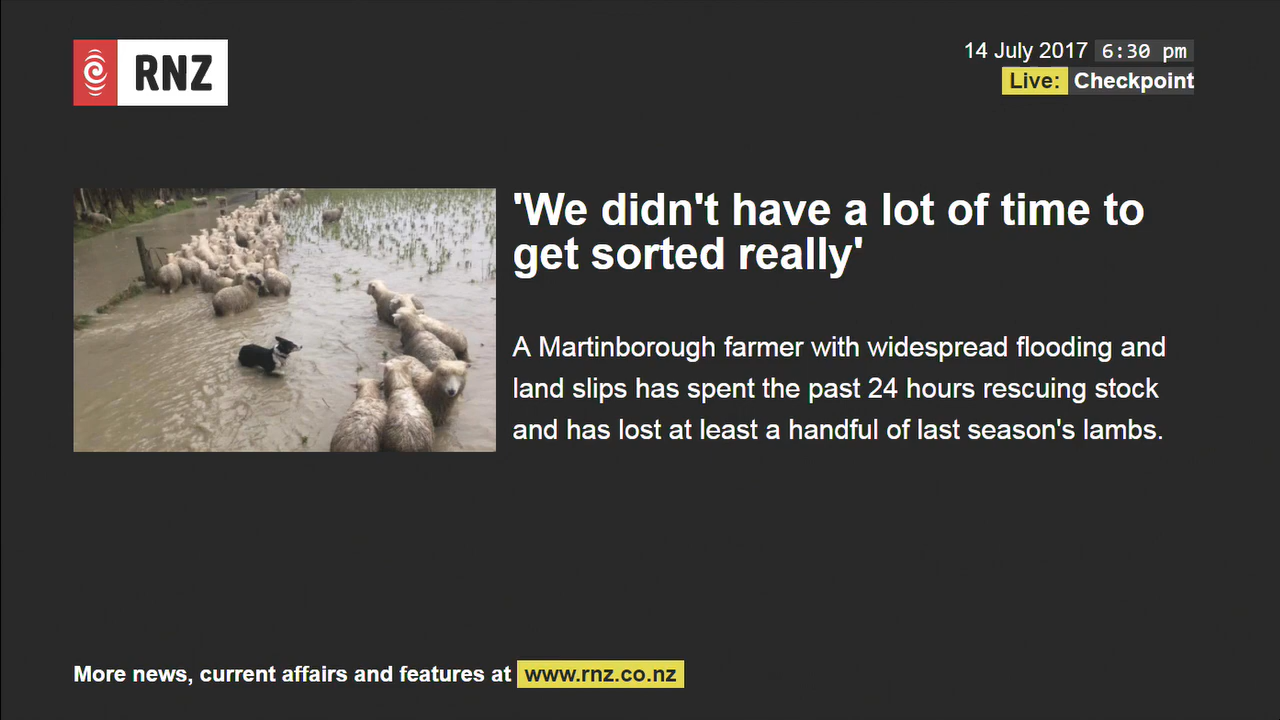 RNZ
14 July 2017 6:30 pm
Live: Checkpoint
'We didn't have a lot of time to
get sorted really'
A Martinborough farmer with widespread flooding and
land slips has spent the past 24 hours rescuing stock
and has lost at least a handful of last season's lambs.
More news, current affairs and features at www.rnz.co.nz